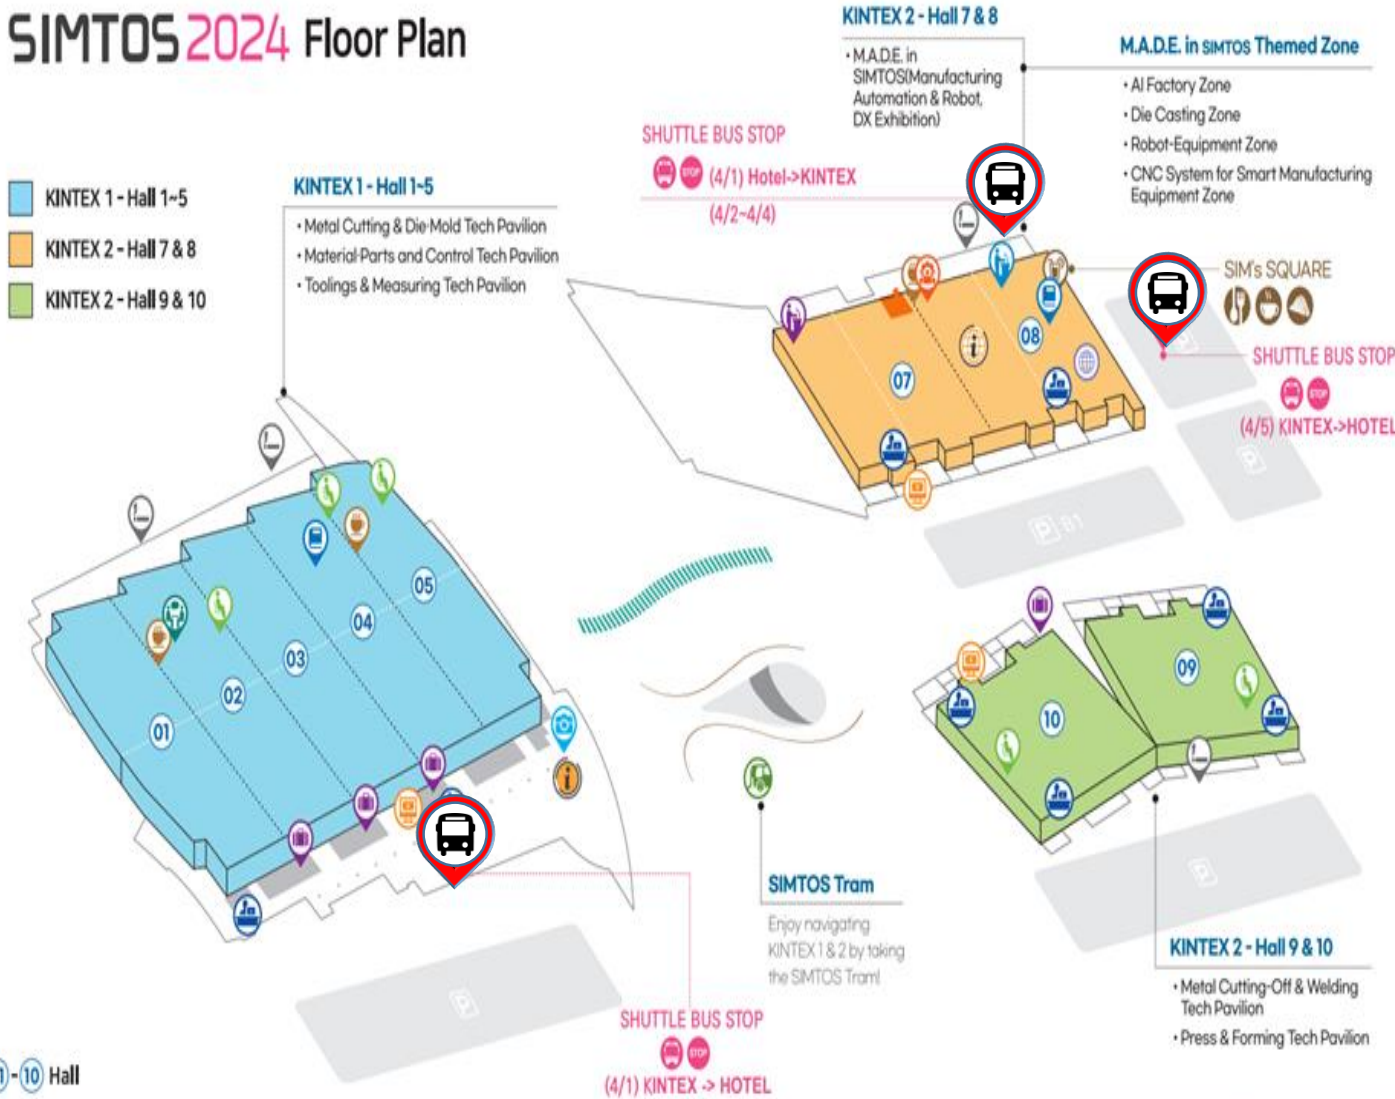 SIMTOS 2024 Floor Plan
KINTEX 1 - Hall 1~5
KINTEX 2 - Hall 7 & 8
KINTEX 2 - Hall 9 & 10
KINTEX 1 - Hall 1~5
• Metal Cutting & Die-Mold Tech Pavilion
• Material-Parts and Control Tech Pavilion
• Toolings & Measuring Tech Pavilion
KINTEX 2 - Hall 7 & 8
• M.A.D.E. in
SIMTOS(Manufacturing
Automation & Robot,
DX Exhibition)
M.A.D.E. in SIMTOS Themed Zone
• AI Factory Zone
• Die Casting Zone
• Robot-Equipment Zone
• CNC System for Smart Manufacturing
Equipment Zone
SHUTTLE BUS STOP
STOP (4/1) Hotel->KINTEX
(4/2~4/4)
SIM's SQUARE
SHUTTLE BUS STOP
STOP
(4/5) KINTEX->HOTEL
07
08
P
P
P B1
01
02
03
04
05
09
10
P
P
SIMTOS Tram
Enjoy navigating
KINTEX 1 & 2 by taking
the SIMTOS Tram!
KINTEX 2 - Hall 9 & 10
• Metal Cutting-Off & Welding
Tech Pavilion
• Press & Forming Tech Pavilion
SHUTTLE BUS STOP
STOP
(4/1) KINTEX -> HOTEL
1 - 10 Hall